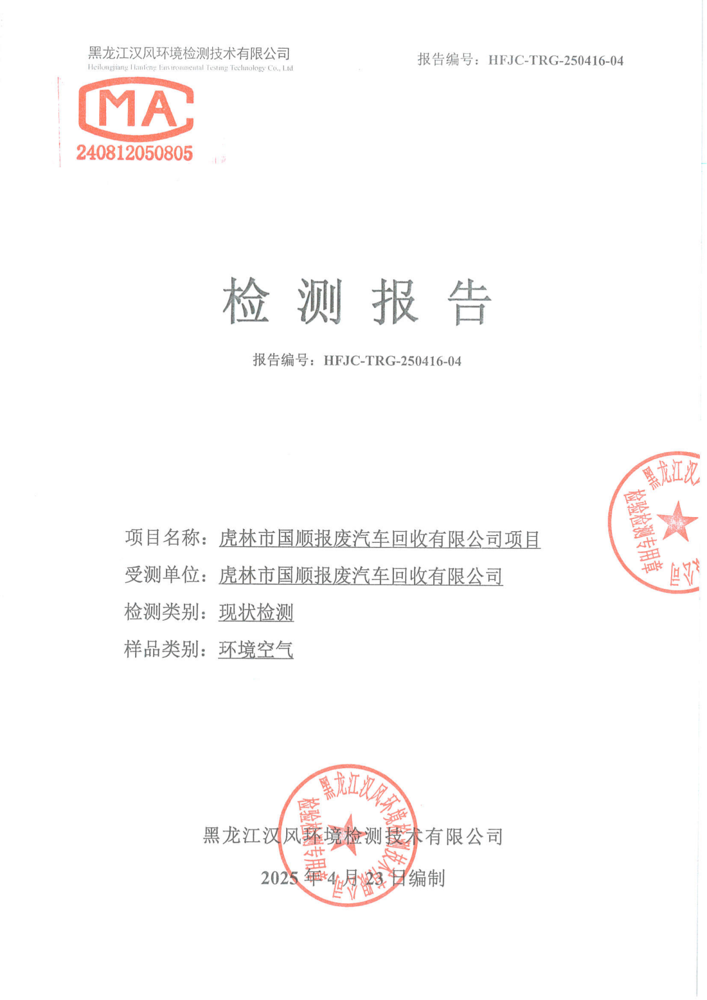 黑龙江汉风环境检测技术有限公司
Heilongjiang Hanfeng Environmental Testing Technology Co., Ltd
报告编号：HFJC-TRG-250416-04
MA
240812050805
检测报告
报告编号：HFJC-TRG-250416-04
黑龙江汉
检验检测专用章
公司
项目名称：虎林市国顺报废汽车回收有限公司项目
受测单位：虎林市国顺报废汽车回收有限公司
检测类别：现状检测
样品类别：环境空气
黑龙江汉风环境检测技术有限公司
检验检测专用章
黑龙江汉风环境检测技术有限公司
2025 年 4 月 23 日编制